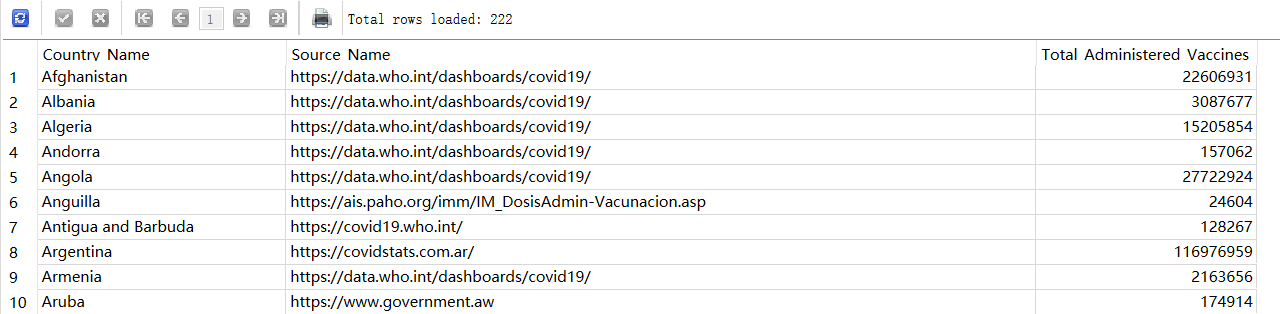 1 Total rows loaded: 222
Country Name Source Name Total Administered Vaccines
1 Afghanistan https://data.who.int/dashboards/covid19/ 22606931
2 Albania https://data.who.int/dashboards/covid19/ 3087677
3 Algeria https://data.who.int/dashboards/covid19/ 15205854
4 Andorra https://data.who.int/dashboards/covid19/ 157062
5 Angola https://data.who.int/dashboards/covid19/ 27722924
6 Anguilla https://ais.paho.org/imm/IM_DosisAdmin-Vacunacion.asp 24604
7 Antigua and Barbuda https://covid19.who.int/ 128267
8 Argentina https://covidstats.com.ar/ 116976959
9 Armenia https://data.who.int/dashboards/covid19/ 2163656
10 Aruba https://www.government.aw 174914